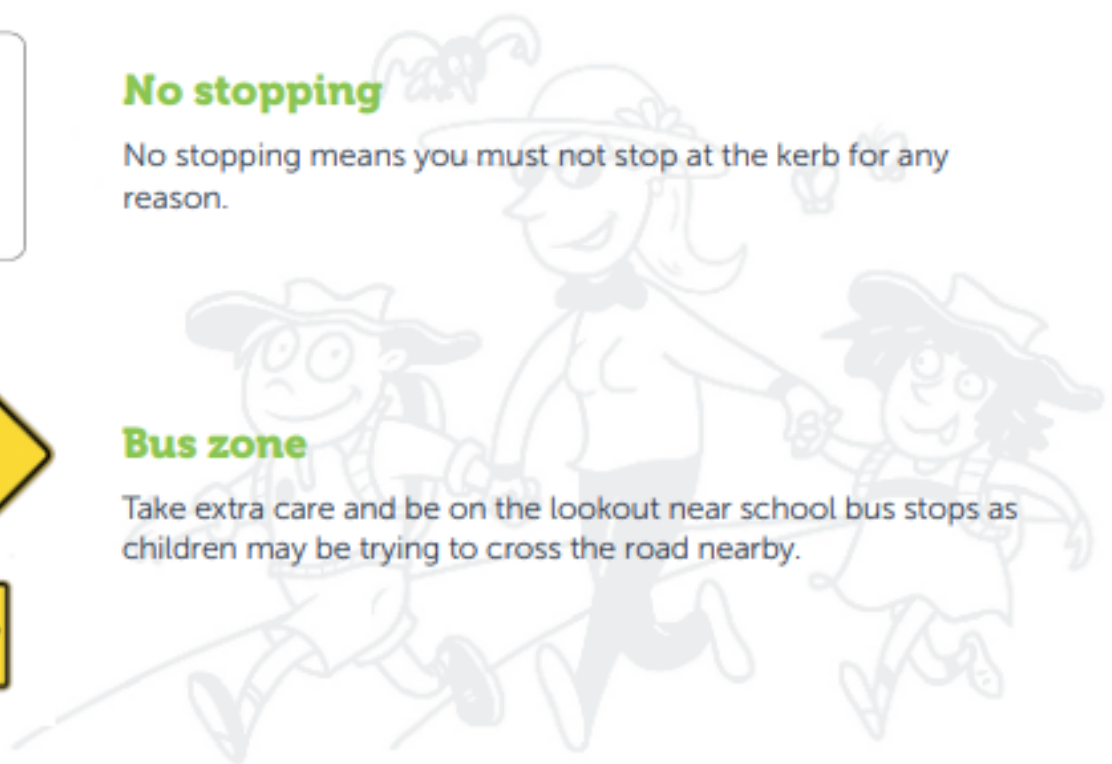 No stopping
No stopping means you must not stop at the kerb for any
reason.
Bus zone
Take extra care and be on the lookout near school bus stops as
children may be trying to cross the road nearby.